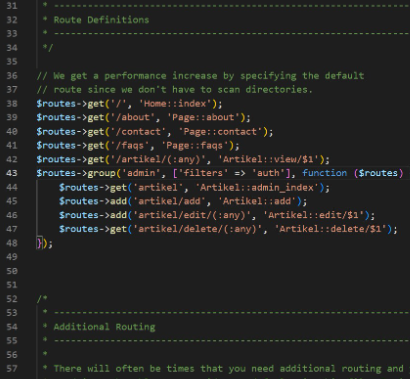 31 * --------------------------------------------------------------------
32 * Route Definitions
33 * --------------------------------------------------------------------
34 */
35
36 // We get a performance increase by specifying the default
37 // route since we don't have to scan directories.
38 $routes->get('/', 'Home::index');
39 $routes->get('/about', 'Page::about');
40 $routes->get('/contact', 'Page::contact');
41 $routes->get('/faqs', 'Page::faqs');
42 $routes->get('/artikel/(:any)', 'Artikel::view/$1');
43 $routes->group('admin', ['filters' => 'auth'], function ($routes)
44 $routes->get('artikel', 'Artikel::admin_index');
45 $routes->add('artikel/add', 'Artikel::add');
46 $routes->add('artikel/edit/(:any)', 'Artikel::edit/$1');
47 $routes->get('artikel/delete/(:any)', 'Artikel::delete/$1');
48 });
49
50
51
52 /*
53 * --------------------------------------------------------------------
54 * Additional Routing
55 * --------------------------------------------------------------------
56 *
57 * There will often be times that you need additional routing and